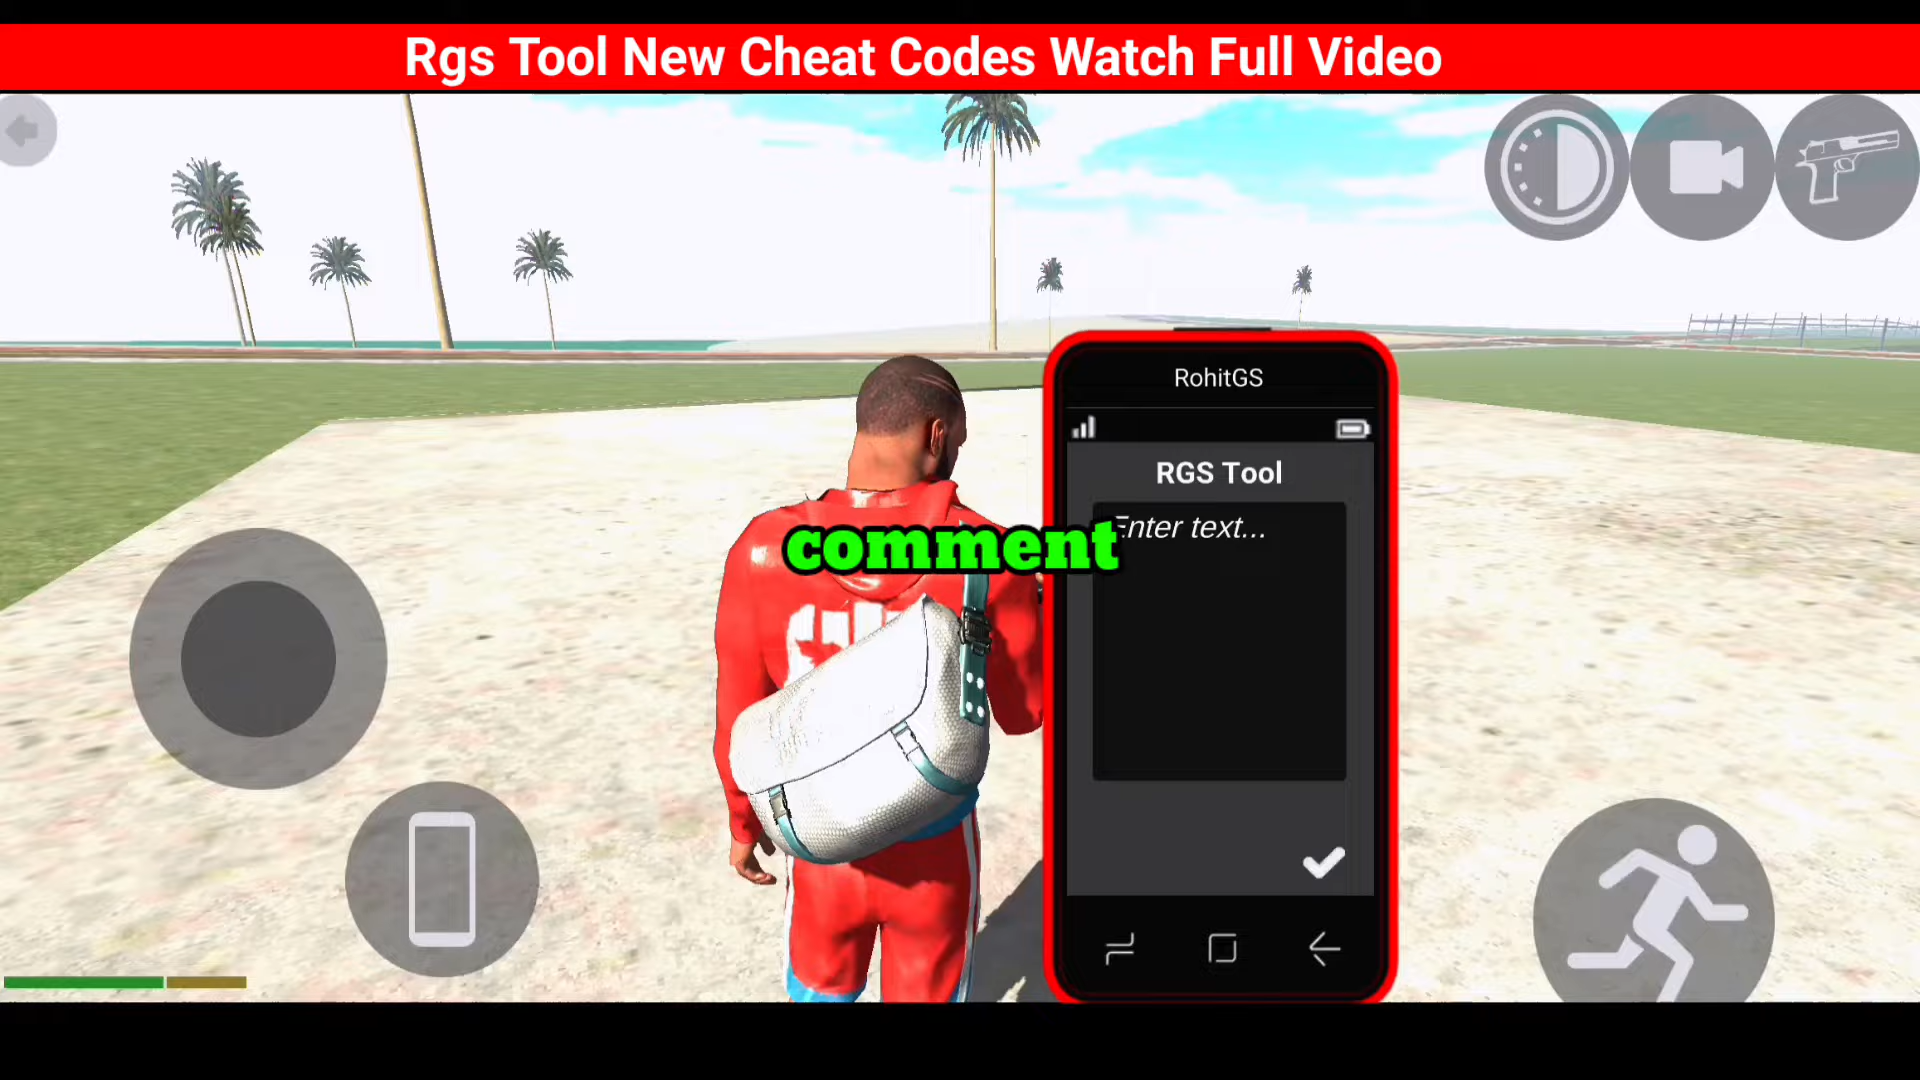 Rgs Tool New Cheat Codes Watch Full Video
RohitGS
RGS Tool
Enter text...
comment